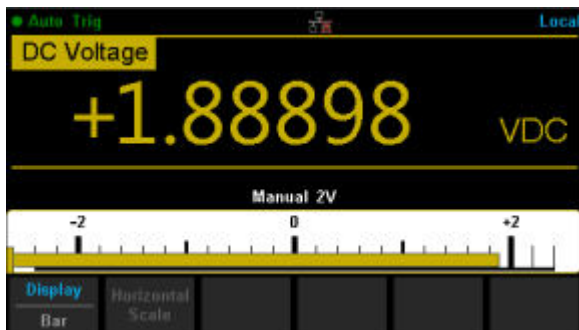 Auto Trig Local
DC Voltage
+1.88898 VDC
Manual 2V
-2 0 +2
Display Horizontal
Bar Scale